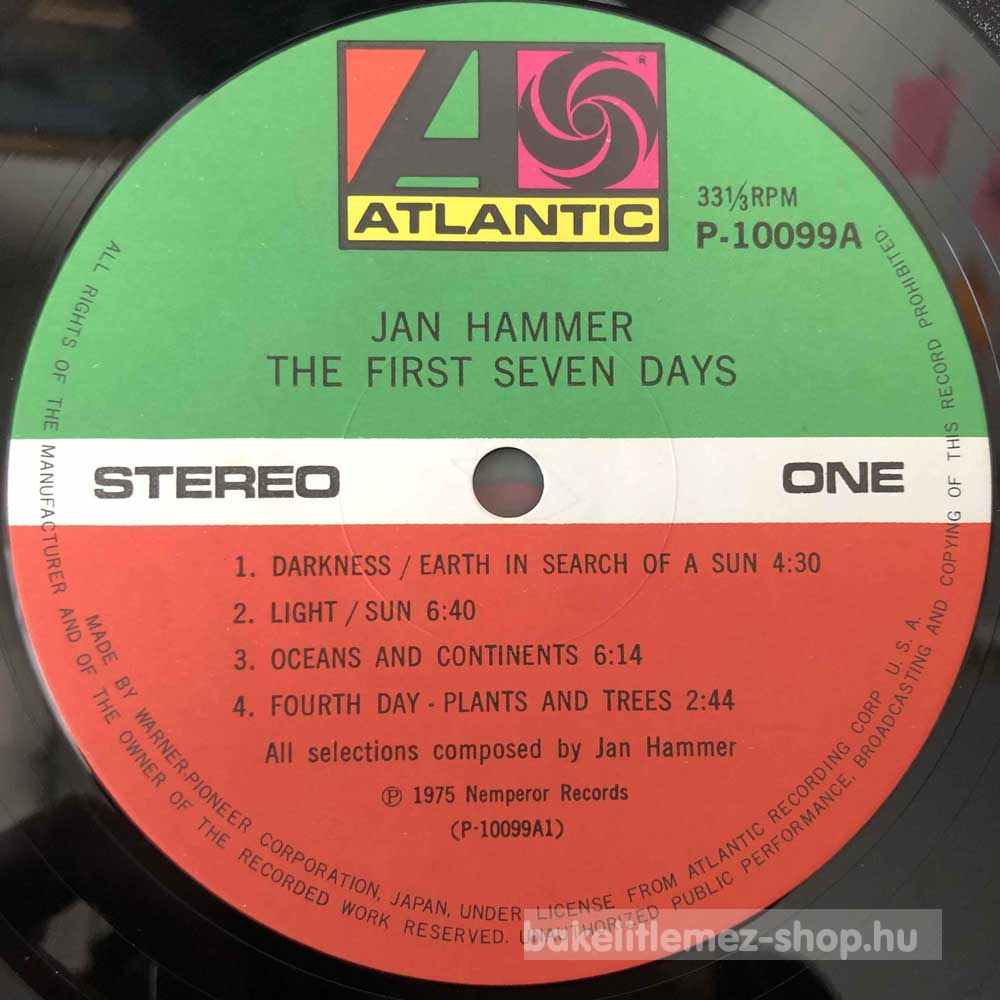 A
ATLANTIC
®
33⅓ RPM
P-10099A
JAN HAMMER
THE FIRST SEVEN DAYS
STEREO
ONE
1. DARKNESS / EARTH IN SEARCH OF A SUN 4:30
2. LIGHT / SUN 6:40
3. OCEANS AND CONTINENTS 6:14
4. FOURTH DAY - PLANTS AND TREES 2:44
All selections composed by Jan Hammer
℗ 1975 Nemperor Records
(P-10099A1)
MADE BY WARNER-PIONEER CORPORATION, JAPAN, UNDER LICENSE FROM ATLANTIC RECORDING CORP U. S. A.
ALL RIGHTS OF THE MANUFACTURER AND OF THE OWNER OF THE RECORDED WORK RESERVED. UNAUTHORIZED PUBLIC PERFORMANCE, BROADCASTING AND COPYING OF THIS RECORD PROHIBITED.
bakelitlemez-shop.hu